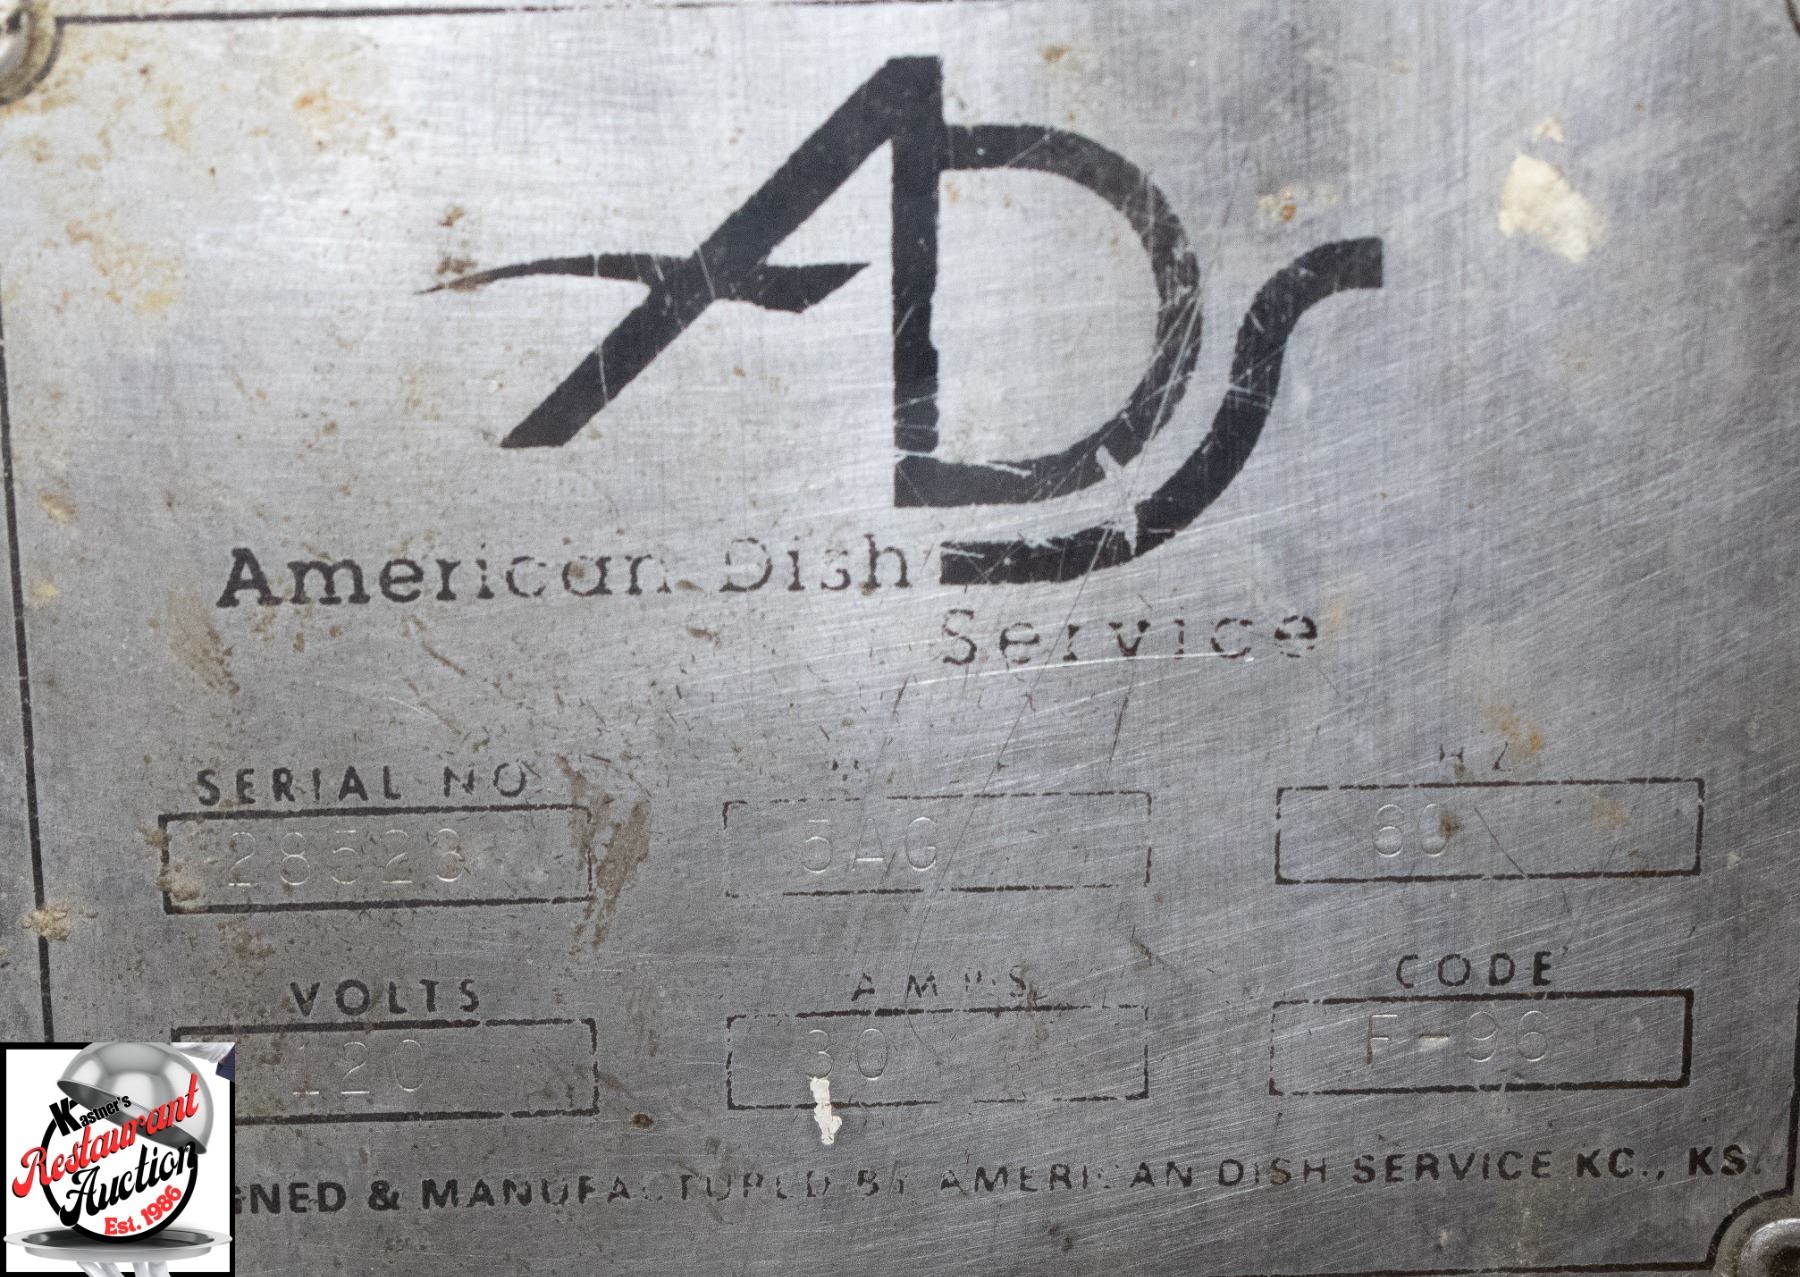 ADS
American Dish
Service
SERIAL NO
28523
5AG
HZ
60
VOLTS
120
AMPS
30
CODE
F-96
GNED & MANUFACTURED BY AMERICAN DISH SERVICE KC., KS.
Kastner's
Restaurant
Auction
Est. 1986